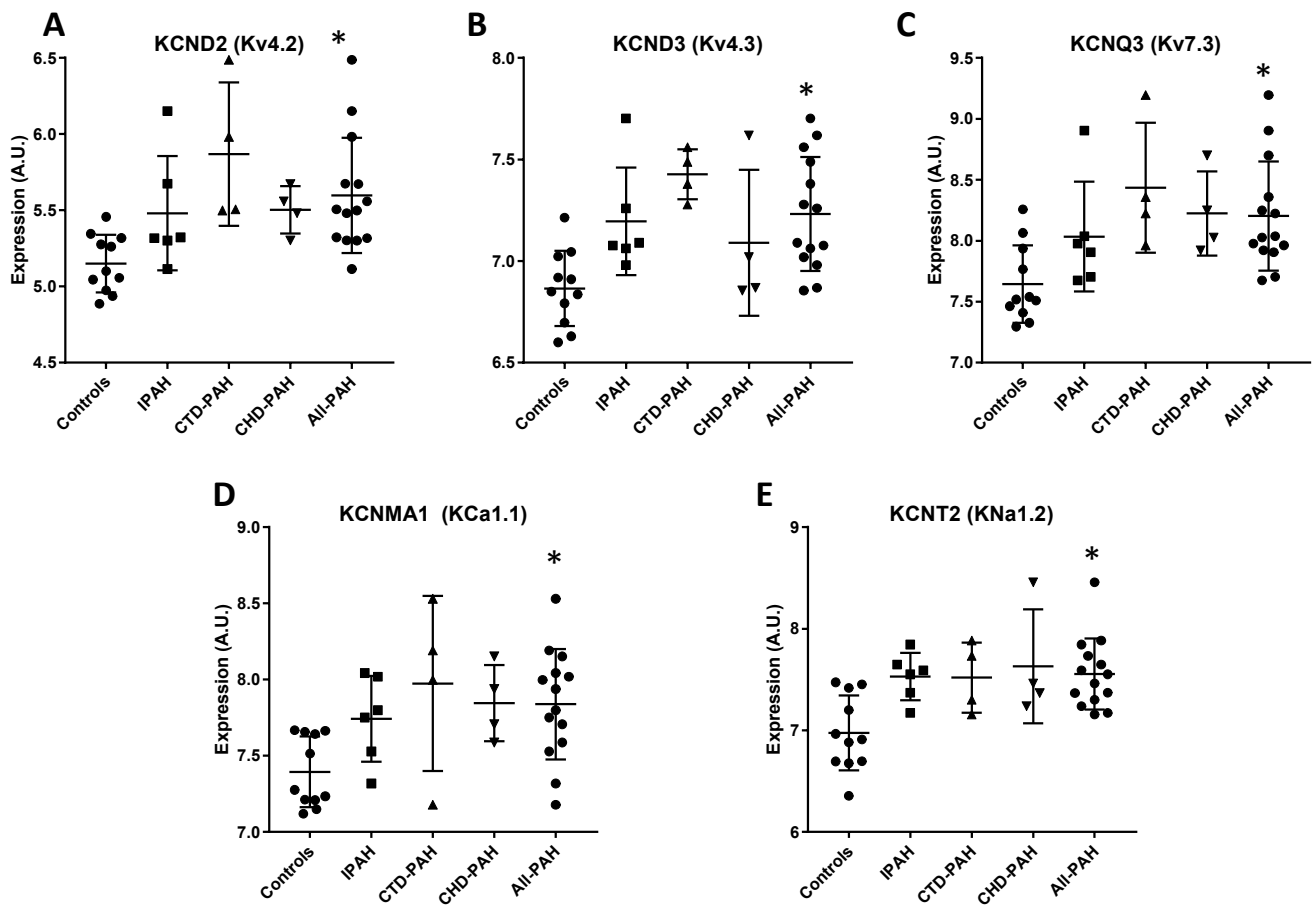 A
KCND2 (Kv4.2)
*
Expression (A.U.)
6.5
6.0
5.5
5.0
4.5
Controls
IPAH
CTD-PAH
CHD-PAH
All-PAH
B
KCND3 (Kv4.3)
*
8.0
7.5
7.0
6.5
Controls
IPAH
CTD-PAH
CHD-PAH
All-PAH
C
KCNQ3 (Kv7.3)
*
Expression (A.U.)
9.5
9.0
8.5
8.0
7.5
7.0
Controls
IPAH
CTD-PAH
CHD-PAH
All-PAH
D
KCNMA1 (KCa1.1)
*
Expression (A.U.)
9.0
8.5
8.0
7.5
7.0
Controls
IPAH
CTD-PAH
CHD-PAH
All-PAH
E
KCNT2 (KNa1.2)
*
Expression (A.U.)
9
8
7
6
Controls
IPAH
CTD-PAH
CHD-PAH
All-PAH